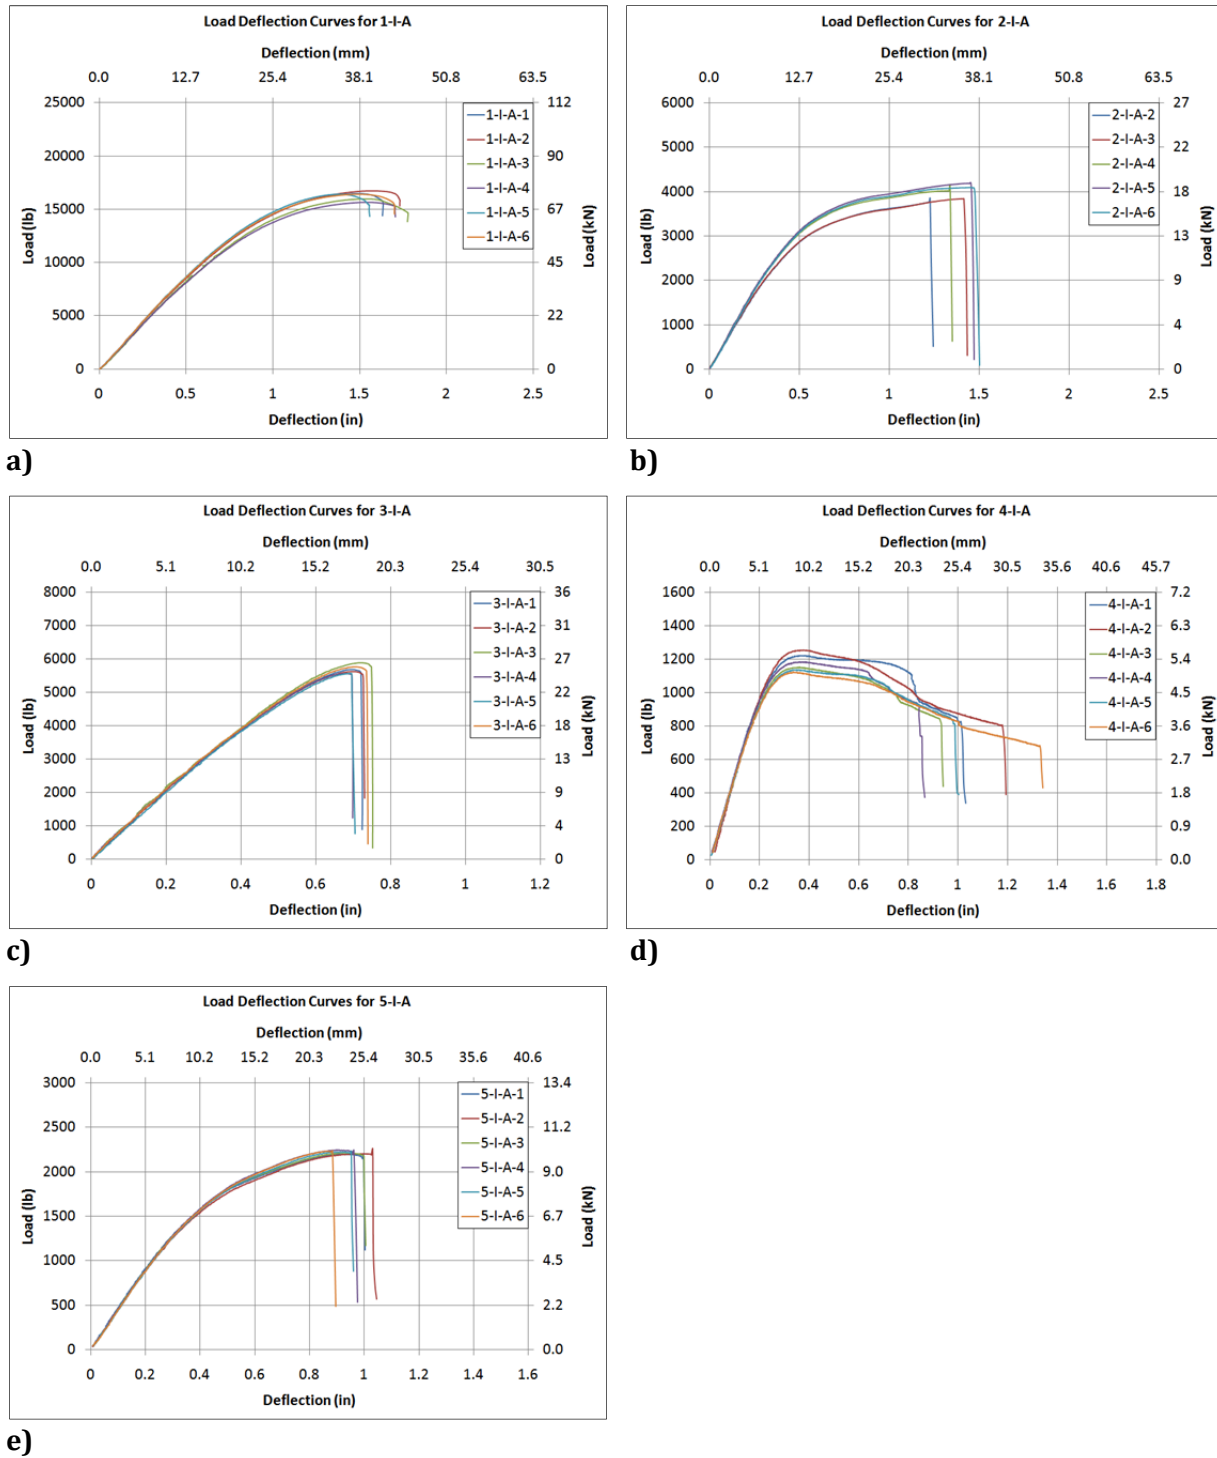 Load Deflection Curves for 1-I-A
Deflection (mm)
0.0 12.7 25.4 38.1 50.8 63.5
25000 112
20000 90
15000 67
10000 45
5000 22
0 0
Load (lb)
Load (kN)
1-I-A-1
1-I-A-2
1-I-A-3
1-I-A-4
1-I-A-5
1-I-A-6
0 0.5 1 1.5 2 2.5
Deflection (in)
a)
Load Deflection Curves for 2-I-A
Deflection (mm)
0.0 12.7 25.4 38.1 50.8 63.5
6000 27
5000 22
4000 18
3000 13
2000 9
1000 4
0 0
Load (lb)
Load (kN)
2-I-A-2
2-I-A-3
2-I-A-4
2-I-A-5
2-I-A-6
0 0.5 1 1.5 2 2.5
Deflection (in)
b)
Load Deflection Curves for 3-I-A
Deflection (mm)
0.0 5.1 10.2 15.2 20.3 25.4 30.5
8000 36
7000 31
6000 27
5000 22
4000 18
3000 13
2000 9
1000 4
0 0
Load (lb)
Load (kN)
3-I-A-1
3-I-A-2
3-I-A-3
3-I-A-4
3-I-A-5
3-I-A-6
0 0.2 0.4 0.6 0.8 1 1.2
Deflection (in)
c)
Load Deflection Curves for 4-I-A
Deflection (mm)
0.0 5.1 10.2 15.2 20.3 25.4 30.5 35.6 40.6 45.7
1600 7.2
1400 6.3
1200 5.4
1000 4.5
800 3.6
600 2.7
400 1.8
200 0.9
0 0.0
Load (lb)
Load (kN)
4-I-A-1
4-I-A-2
4-I-A-3
4-I-A-4
4-I-A-5
4-I-A-6
0 0.2 0.4 0.6 0.8 1 1.2 1.4 1.6 1.8
Deflection (in)
d)
Load Deflection Curves for 5-I-A
Deflection (mm)
0.0 5.1 10.2 15.2 20.3 25.4 30.5 35.6 40.6
3000 13.4
2500 11.2
2000 9.0
1500 6.7
1000 4.5
500 2.2
0 0.0
Load (lb)
Load (kN)
5-I-A-1
5-I-A-2
5-I-A-3
5-I-A-4
5-I-A-5
5-I-A-6
0 0.2 0.4 0.6 0.8 1 1.2 1.4 1.6
Deflection (in)
e)